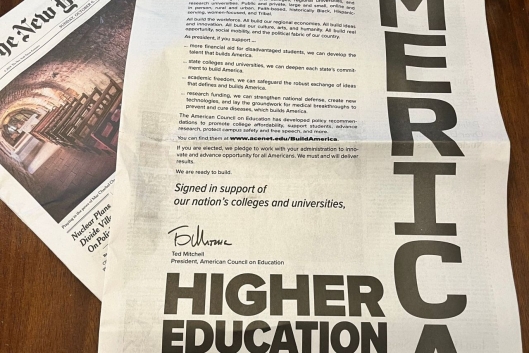 research universities. Public and private, large and small, online and
in person, rural and urban. Faith-based, historically Black, Hispanic-
serving, women-focused, and Tribal.
All build the workforce. All build our regional economies. All build ideas
and innovation. All build our culture, arts, and humanity. All build real
opportunity, social mobility, and the political fabric of our country.
As president, if you support ...
... more financial aid for disadvantaged students, we can develop the
talent that builds America.
... state colleges and universities, we can deepen each state's commit-
ment to build America.
... academic freedom, we can safeguard the robust exchange of ideas
that defines and builds America.
... research funding, we can strengthen national defense, create new
technologies, and lay the groundwork for medical breakthroughs to
prevent and cure diseases, which builds America.
The American Council on Education has developed policy recommen-
dations to promote college affordability, support students, advance
research, protect campus safety and free speech, and more.
You can find them at www.acenet.edu/BuildAmerica.
If you are elected, we pledge to work with your administration to inno-
vate and advance opportunity for all Americans. We must and will deliver
results.
We are ready to build.
Signed in support of
our nation's colleges and universities,
Ted Mitchell
President, American Council on Education
HIGHER
EDUCATION
MERICA
The New
Nuclear Plans
Divide
On